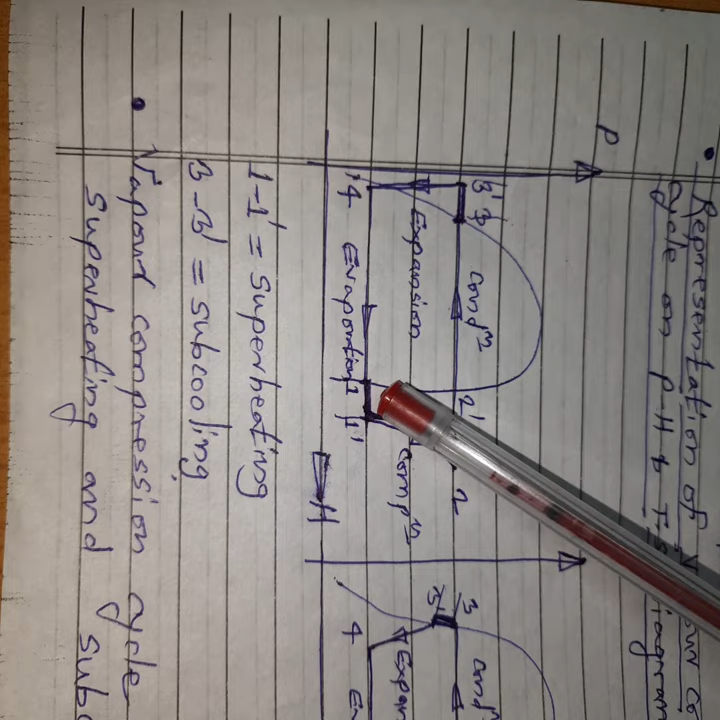 • Representation of
cycle on P-H & T-S
P
3' 3 cond^n 2' 2
Expansion
comp^n
4 Evaporation 1 1'
H
3
3'
cond^n
Expan
4
1-1' = Superheating
3-3' = subcooling
• Vapour compression cycle
Superheating and Subc